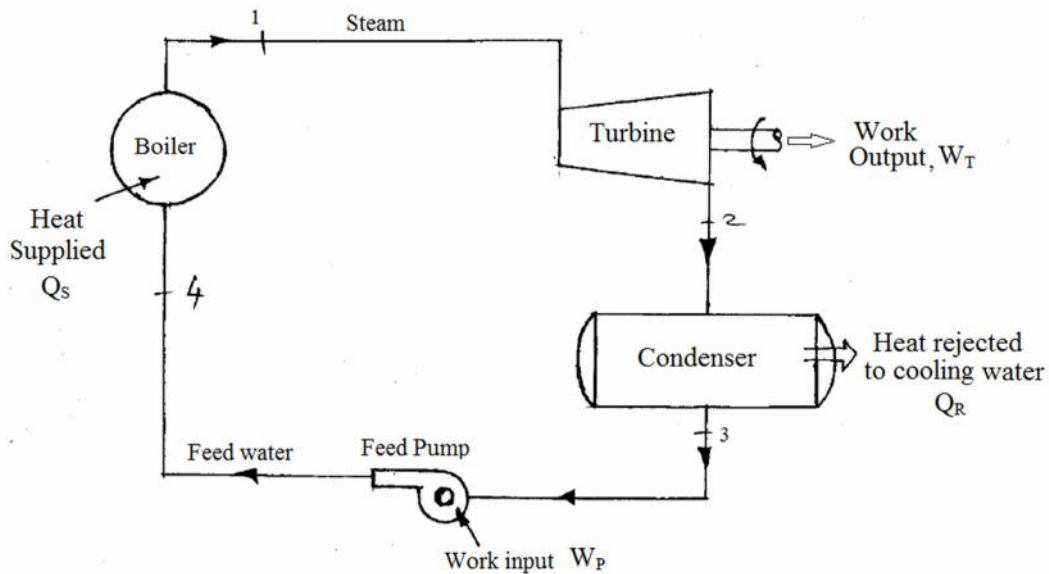 1
Steam
Boiler
Turbine
Work
Output, W_T
Heat
Supplied
Q_S
2
4
Condenser
Heat rejected
to cooling water
Q_R
3
Feed water
Feed Pump
Work input W_P